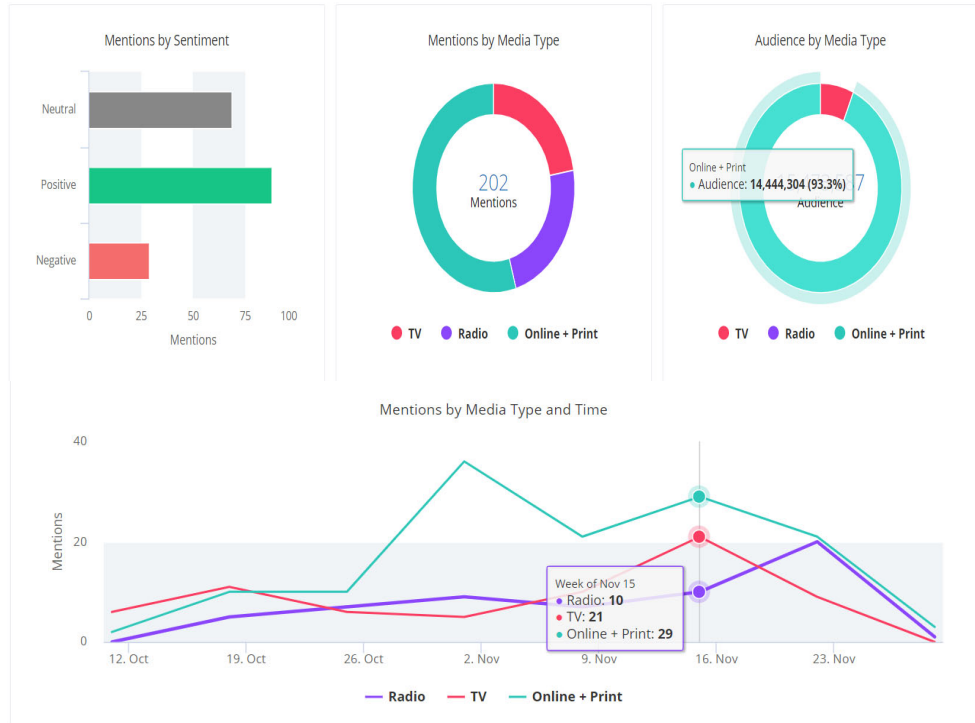 Mentions by Sentiment
Neutral
Positive
Negative
0 25 50 75 100
Mentions
Mentions by Media Type
202
Mentions
TV Radio Online + Print
Audience by Media Type
Online + Print
Audience: 14,444,304 (93.3%)
Audience
TV Radio Online + Print
Mentions by Media Type and Time
Mentions
40
20
0
Week of Nov 15
Radio: 10
TV: 21
Online + Print: 29
12. Oct 19. Oct 26. Oct 2. Nov 9. Nov 16. Nov 23. Nov
Radio TV Online + Print